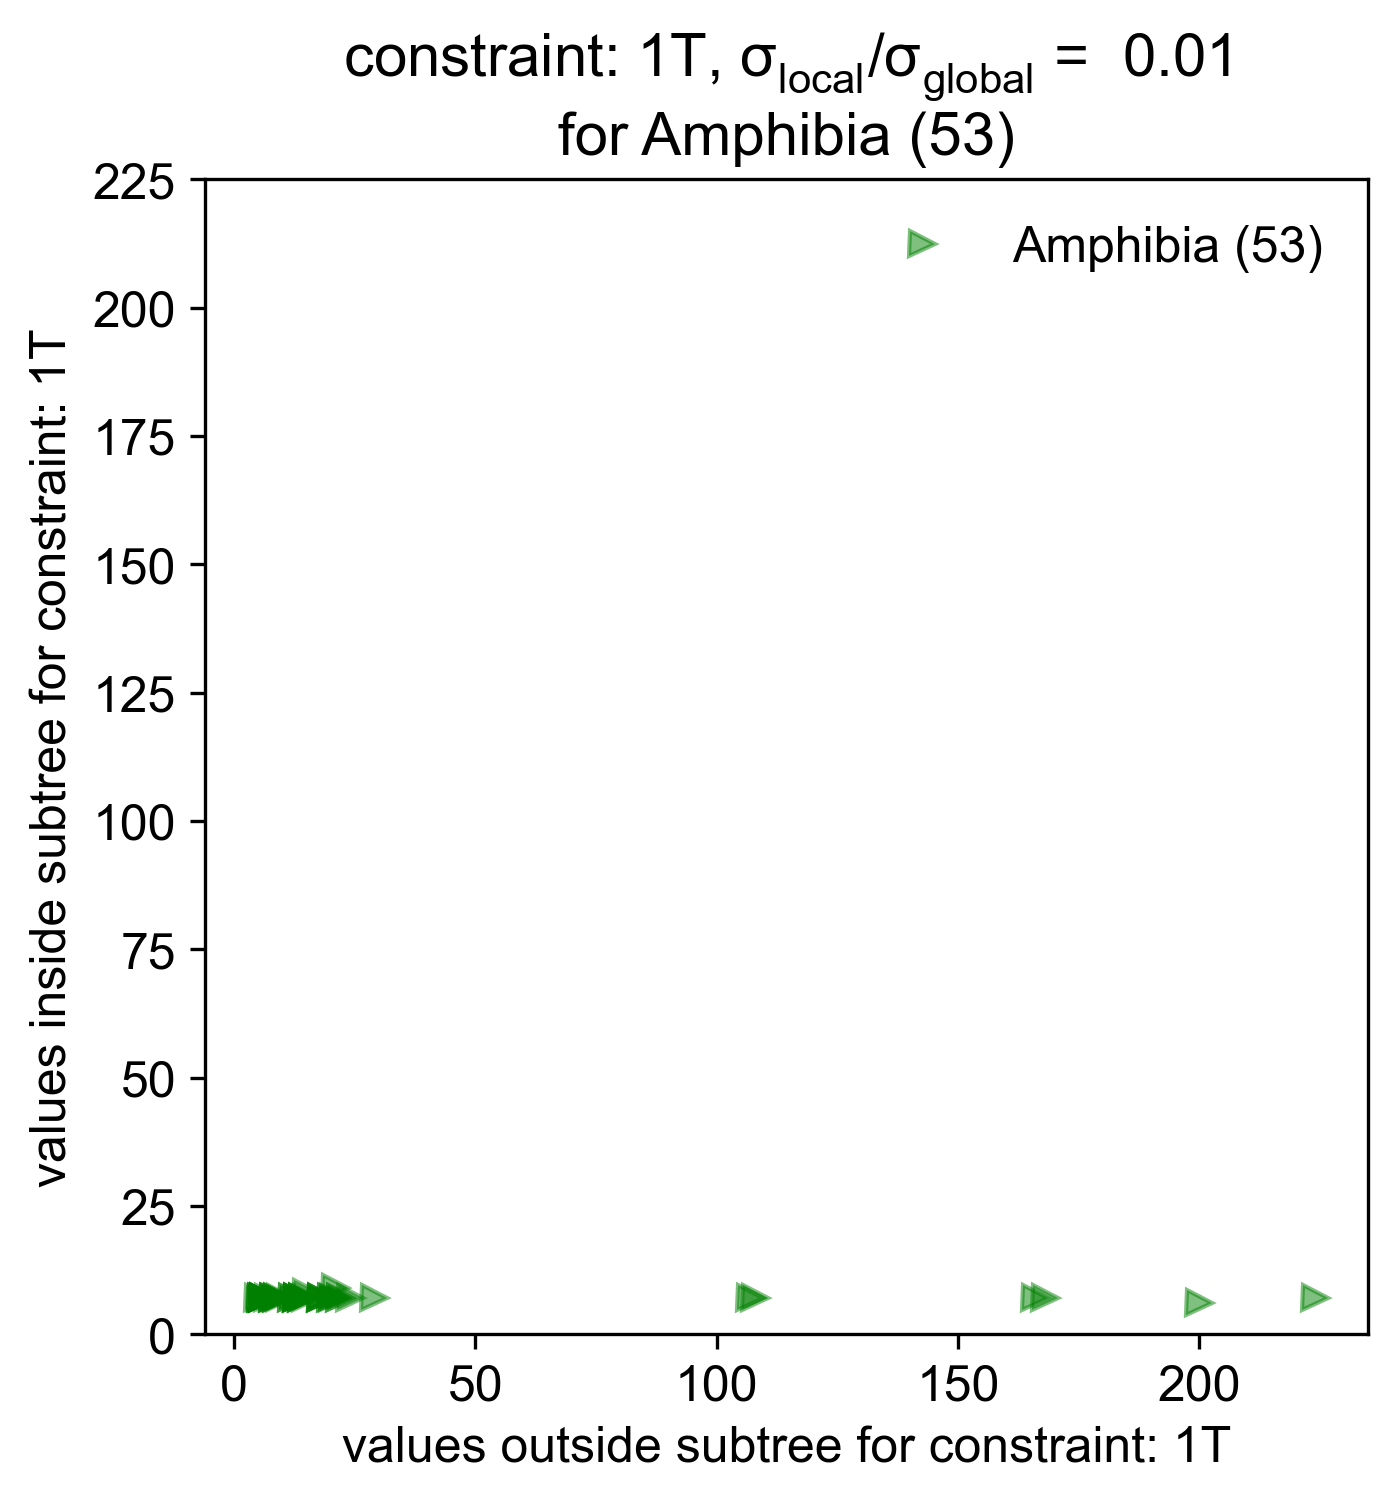 constraint: 1T, σlocal/σglobal = 0.01
for Amphibia (53)
225
200
175
150
125
100
75
50
25
0
values inside subtree for constraint: 1T
Amphibia (53)
0 50 100 150 200
values outside subtree for constraint: 1T